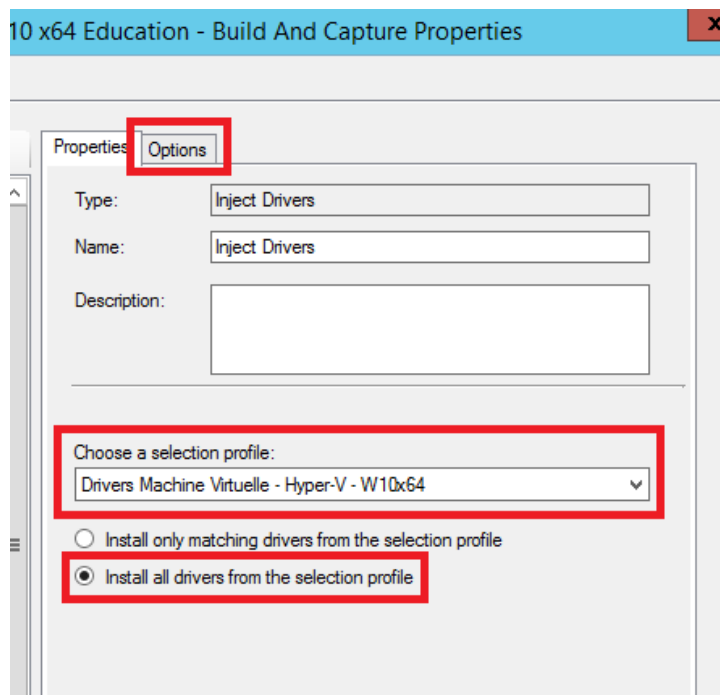 10 x64 Education - Build And Capture Properties
x
Properties
Options
Type:
Inject Drivers
Name:
Inject Drivers
Description:
Choose a selection profile:
Drivers Machine Virtuelle - Hyper-V - W10x64
Install only matching drivers from the selection profile
Install all drivers from the selection profile